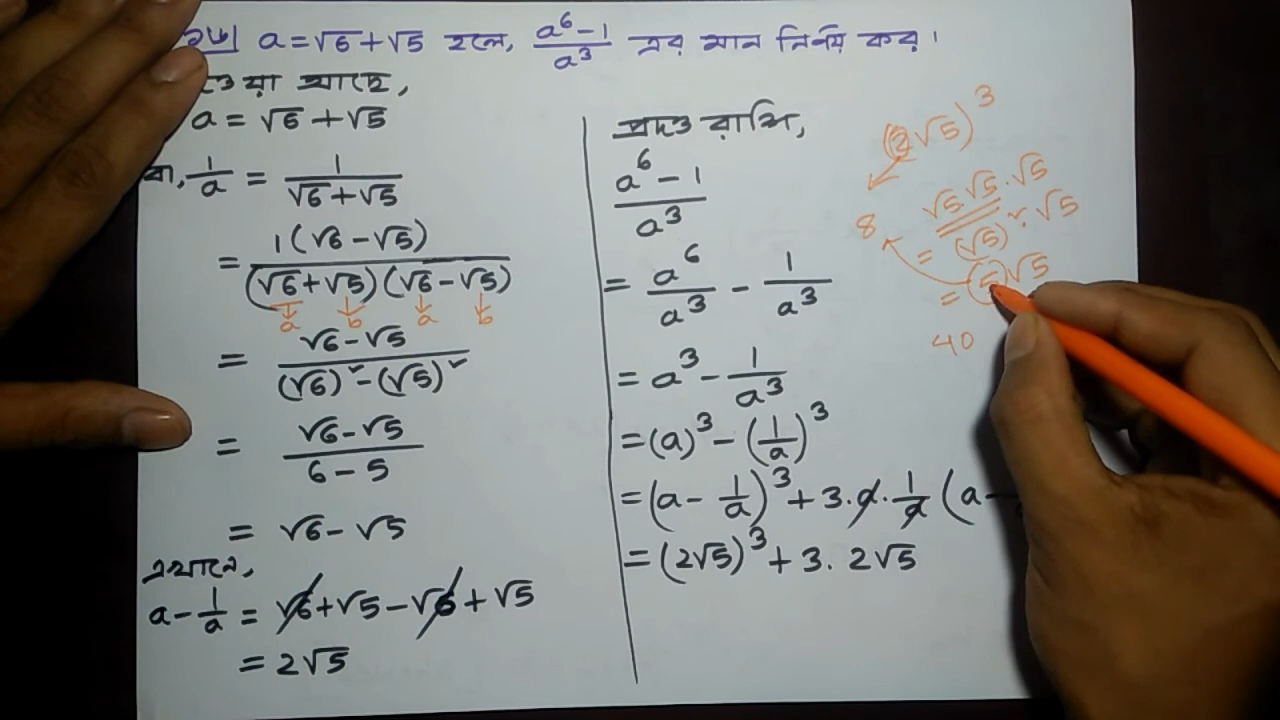 a = √6 + √5 হলে, (a⁶ − 1)/a³ এর মান নির্ণয় কর।
য়া আছে,
a = √6 + √5
বা, 1/a = 1/(√6 + √5)
= 1(√6 − √5)/(√6 + √5)(√6 − √5)
a b a b
= (√6 − √5)/((√6)² − (√5)²)
= (√6 − √5)/(6 − 5)
= √6 − √5
এখানে,
a − 1/a = √6 + √5 − √6 + √5
= 2√5
প্রদত্ত রাশি,
(a⁶ − 1)/a³
= a⁶/a³ − 1/a³
= a³ − 1/a³
= (a)³ − (1/a)³
= (a − 1/a)³ + 3.a.1/a (a −
= (2√5)³ + 3. 2√5
(2√5)³
8
√5 √5 . √5
= (√5)² . √5
= 5√5
40